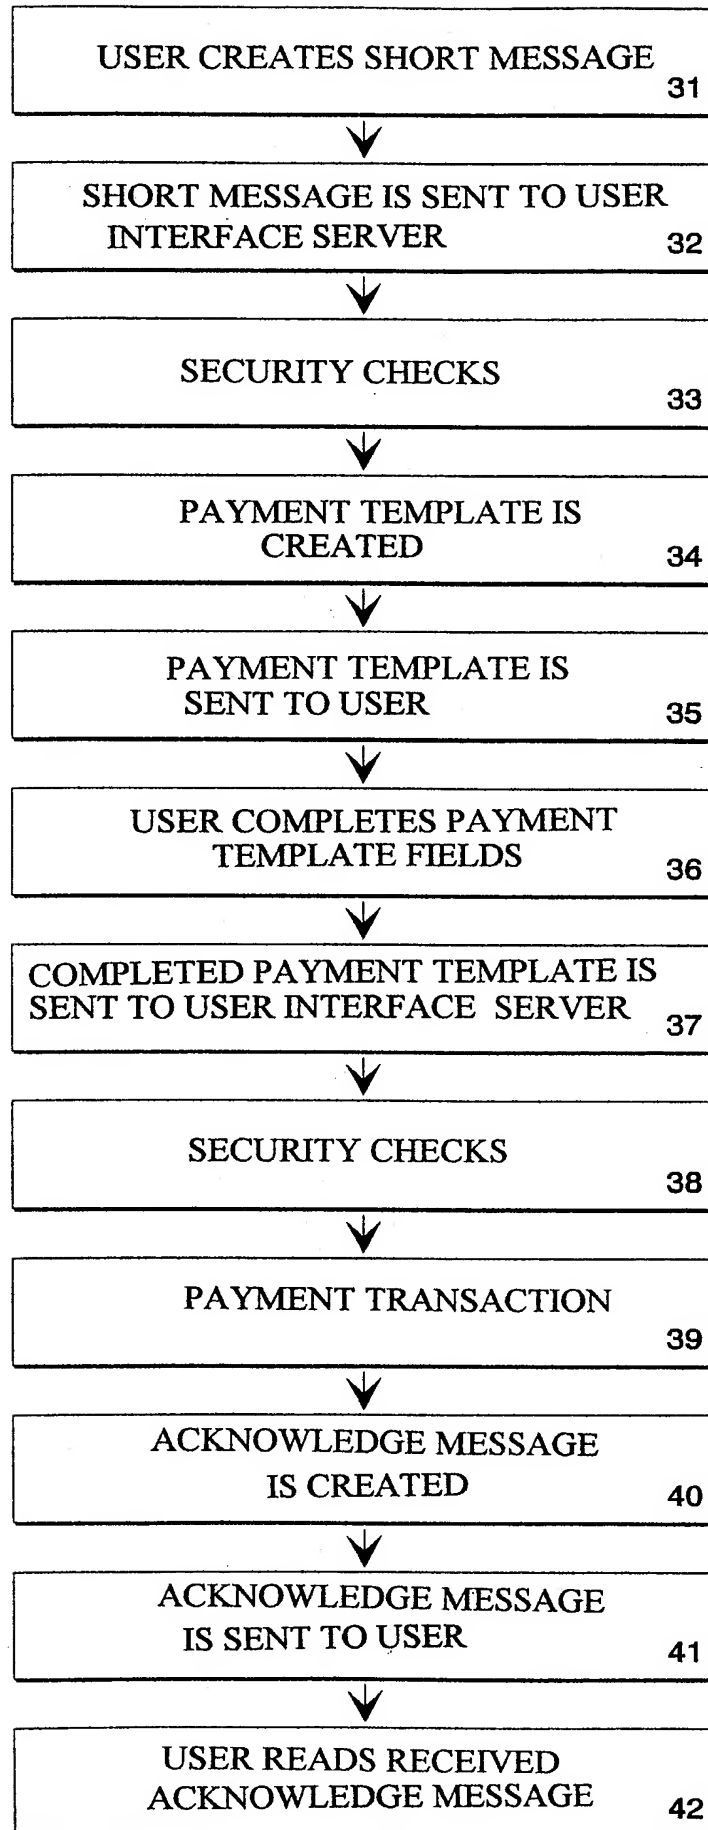 USER CREATES SHORT MESSAGE
31
SHORT MESSAGE IS SENT TO USER
INTERFACE SERVER
32
SECURITY CHECKS
33
PAYMENT TEMPLATE IS
CREATED
34
PAYMENT TEMPLATE IS
SENT TO USER
35
USER COMPLETES PAYMENT
TEMPLATE FIELDS
36
COMPLETED PAYMENT TEMPLATE IS
SENT TO USER INTERFACE SERVER
37
SECURITY CHECKS
38
PAYMENT TRANSACTION
39
ACKNOWLEDGE MESSAGE
IS CREATED
40
ACKNOWLEDGE MESSAGE
IS SENT TO USER
41
USER READS RECEIVED
ACKNOWLEDGE MESSAGE
42